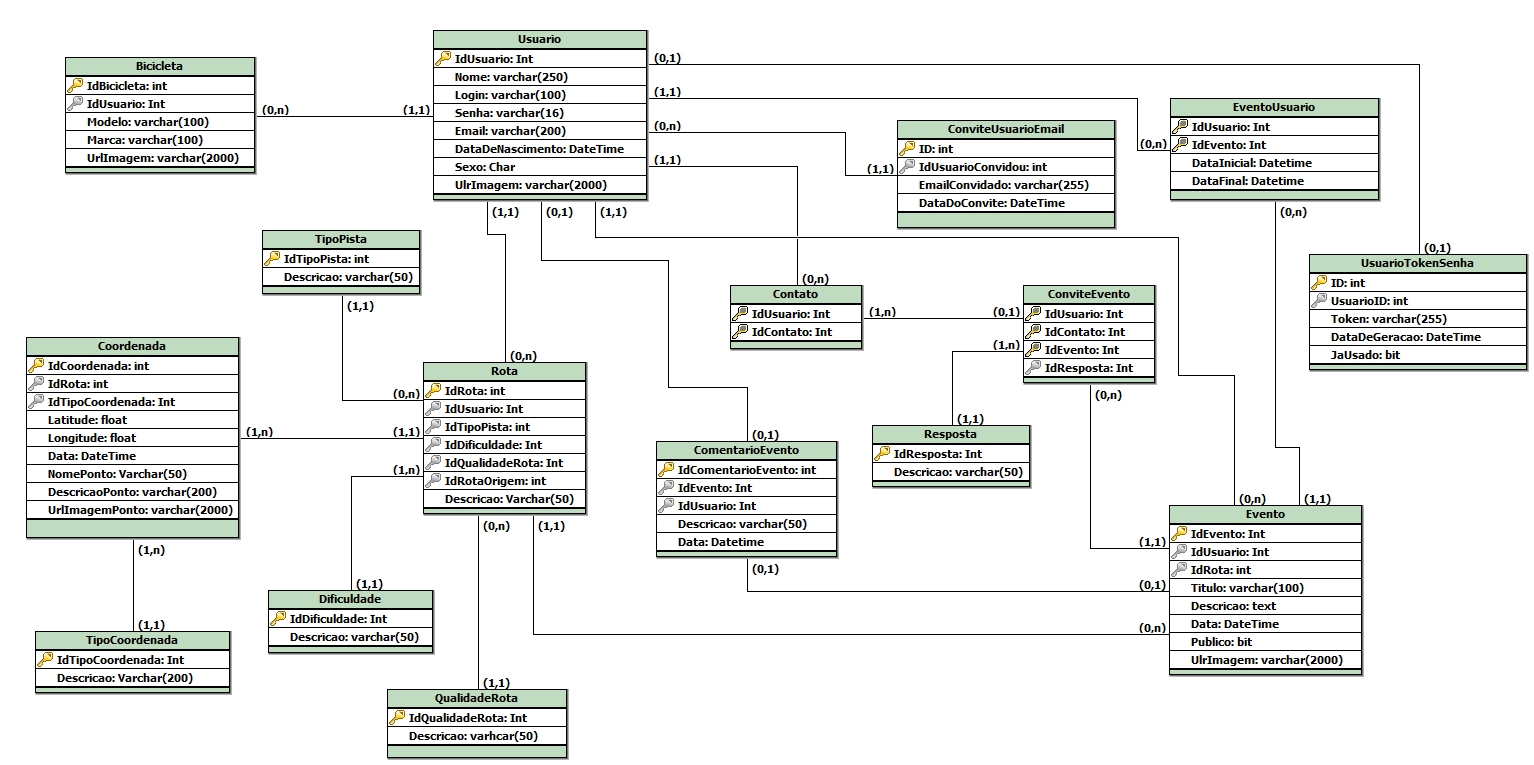 Usuario
IdUsuario: Int
Nome: varchar(250)
Login: varchar(100)
Senha: varchar(16)
Email: varchar(200)
DataDeNascimento: DateTime
Sexo: Char
UlrImagem: varchar(2000)
Bicicleta
IdBicicleta: int
IdUsuario: Int
Modelo: varchar(100)
Marca: varchar(100)
UrlImagem: varchar(2000)
(0,n)
(1,1)
(0,1)
(1,1)
(0,n)
(1,1)
ConviteUsuarioEmail
ID: int
IdUsuarioConvidou: int
EmailConvidado: varchar(255)
DataDoConvite: DateTime
(1,1)
EventoUsuario
IdUsuario: Int
IdEvento: Int
DataInicial: Datetime
DataFinal: Datetime
(0,n)
(0,n)
(1,1)
(0,1)
(1,1)
(0,1)
UsuarioTokenSenha
ID: int
UsuarioID: int
Token: varchar(255)
DataDeGeracao: DateTime
JaUsado: bit
TipoPista
IdTipoPista: int
Descricao: varchar(50)
(1,1)
(0,n)
Contato
IdUsuario: Int
IdContato: Int
(1,n)
(0,1)
ConviteEvento
IdUsuario: Int
IdContato: Int
IdEvento: Int
IdResposta: Int
(1,n)
(0,n)
(1,1)
Resposta
IdResposta: Int
Descricao: varchar(50)
Coordenada
IdCoordenada: int
IdRota: int
IdTipoCoordenada: Int
Latitude: float
Longitude: float
Data: DateTime
NomePonto: Varchar(50)
DescricaoPonto: varchar(200)
UrlImagemPonto: varchar(2000)
(1,n)
(1,1)
(0,n)
(0,n)
Rota
IdRota: int
IdUsuario: Int
IdTipoPista: int
IdDificuldade: Int
IdQualidadeRota: Int
IdRotaOrigem: int
Descricao: Varchar(50)
(1,n)
(0,n)
(1,1)
(0,1)
ComentarioEvento
IdComentarioEvento: int
IdEvento: Int
IdUsuario: Int
Descricao: varchar(50)
Data: Datetime
(0,1)
(0,n)
(1,1)
Evento
IdEvento: Int
IdUsuario: Int
IdRota: int
Titulo: varchar(100)
Descricao: text
Data: DateTime
Publico: bit
UlrImagem: varchar(2000)
(1,1)
(0,1)
(0,n)
(1,n)
(1,1)
TipoCoordenada
IdTipoCoordenada: Int
Descricao: Varchar(200)
(1,1)
Dificuldade
IdDificuldade: Int
Descricao: varchar(50)
(1,1)
QualidadeRota
IdQualidadeRota: Int
Descricao: varhcar(50)